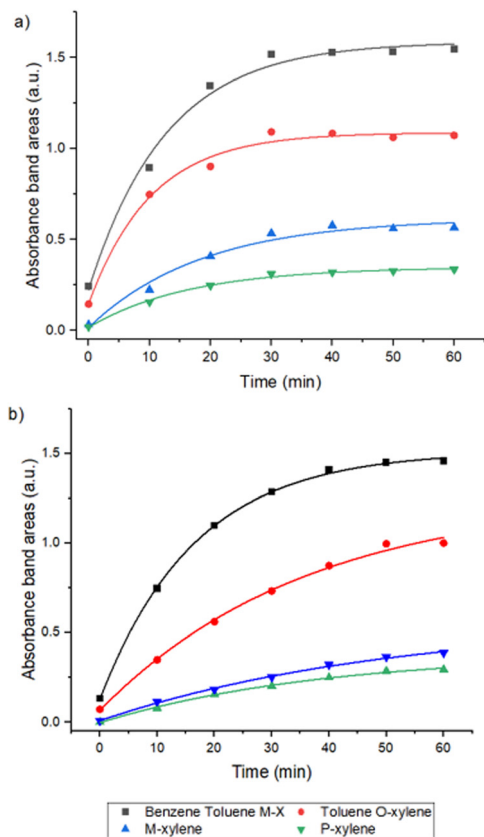 a)
Absorbance band areas (a.u.)
1.5
1.0
0.5
0.0
0 10 20 30 40 50 60
Time (min)
b)
Absorbance band areas (a.u.)
1.5
1.0
0.5
0.0
0 10 20 30 40 50 60
Time (min)
Benzene Toluene M-X Toluene O-xylene
M-xylene P-xylene